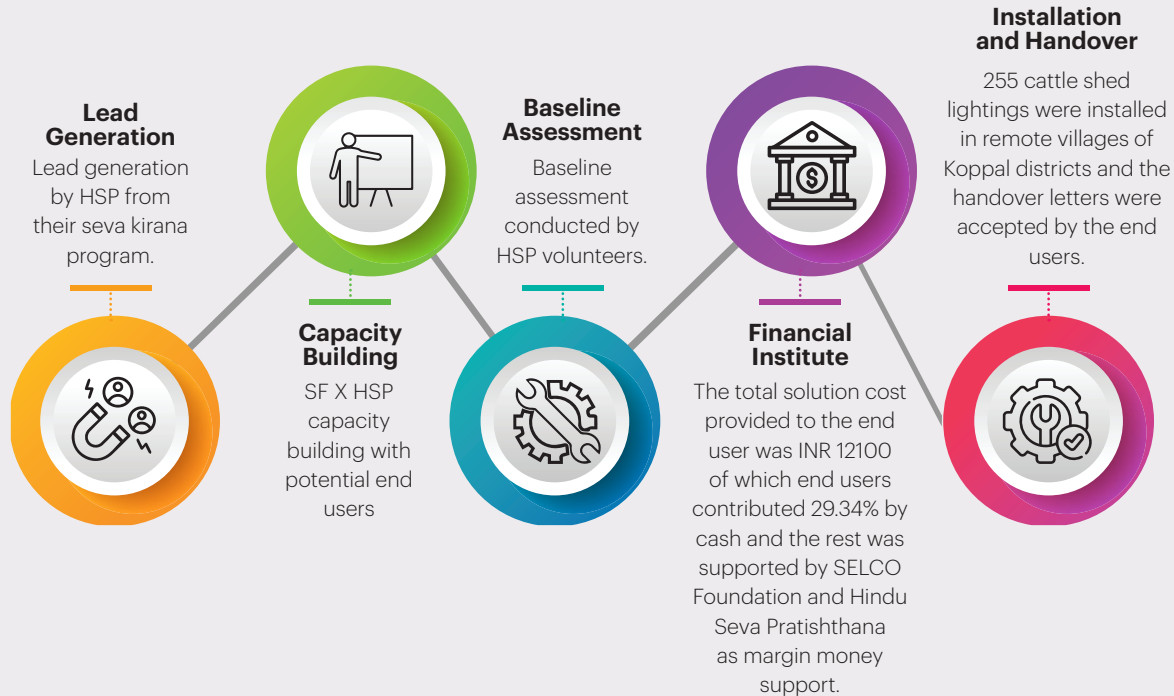 Lead
Generation
Lead generation
by HSP from
their seva kirana
program.
Capacity
Building
SF X HSP
capacity
building with
potential end
users
Baseline
Assessment
Baseline
assessment
conducted by
HSP volunteers.
Financial
Institute
The total solution cost
provided to the end
user was INR 12100
of which end users
contributed 29.34% by
cash and the rest was
supported by SELCO
Foundation and Hindu
Seva Pratishthana
as margin money
support.
Installation
and Handover
255 cattle shed
lightings were installed
in remote villages of
Koppal districts and the
handover letters were
accepted by the end
users.